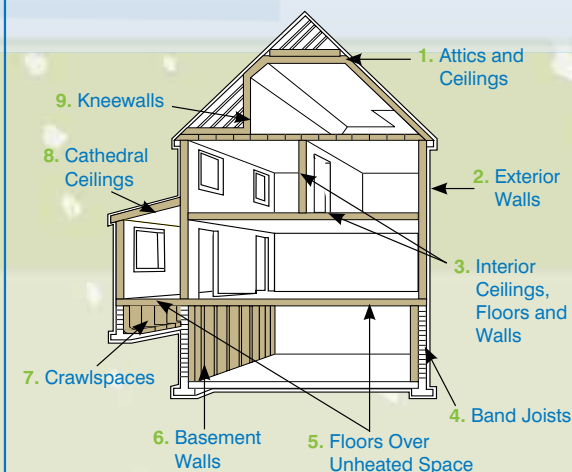 1. Attics and
Ceilings
2. Exterior
Walls
3. Interior
Ceilings,
Floors and
Walls
4. Band Joists
5. Floors Over
Unheated Space
6. Basement
Walls
7. Crawlspaces
8. Cathedral
Ceilings
9. Kneewalls